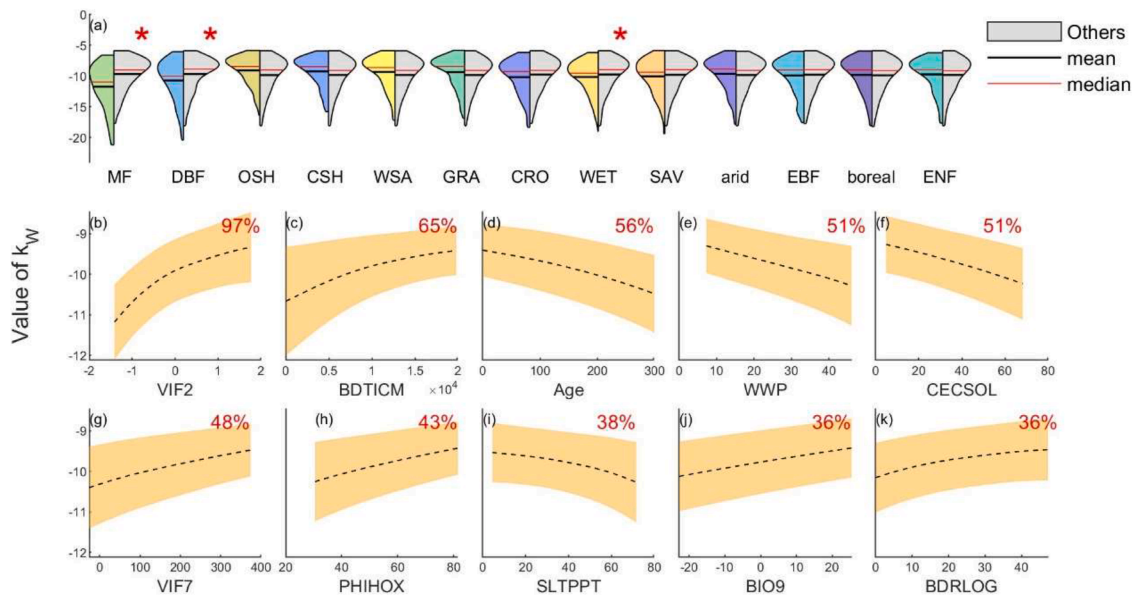 (a)
0
-5
-10
-15
-20
* * *
Others
mean
median
MF DBF OSH CSH WSA GRA CRO WET SAV arid EBF boreal ENF
Value of kW
(b) 97% (c) 65% (d) 56% (e) 51% (f) 51%
-9
-10
-11
-12
-2 -1 0 1 2 0 0.5 1 1.5 2 0 100 200 300 0 20 40 0 20 40 60 80
VIF2 BDTICM × 10^4 Age WWP CECSOL
(g) 48% (h) 43% (i) 38% (j) 36% (k) 36%
-9
-10
-11
-12
0 100 200 300 400 20 40 60 80 0 20 40 60 80 -20 -10 0 10 20 0 20 40
VIF7 PHIHOX SLTPPT BIO9 BDRLOG